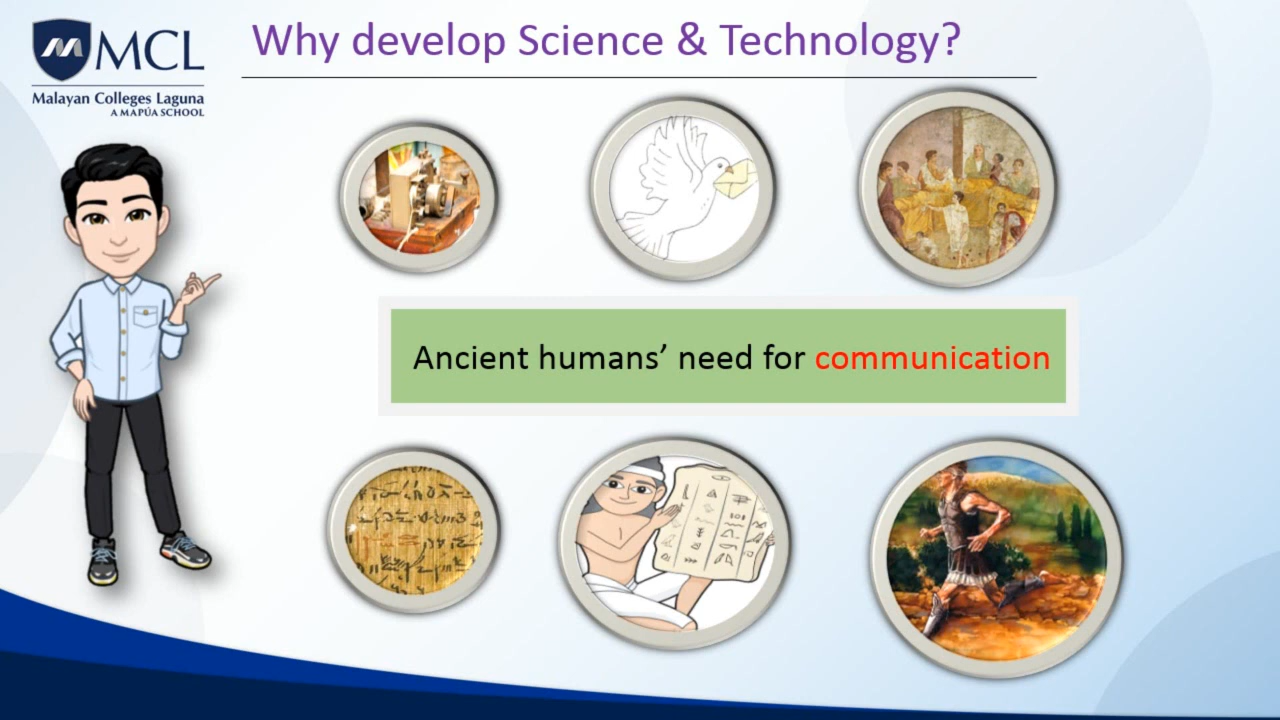 MCL
Malayan Colleges Laguna
A MAPÚA SCHOOL
Why develop Science & Technology?
Ancient humans’ need for communication